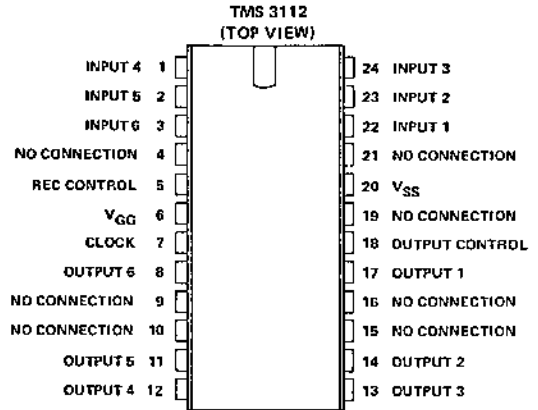 TMS 3112
(TOP VIEW)
INPUT 4 1 24 INPUT 3
INPUT 5 2 23 INPUT 2
INPUT 6 3 22 INPUT 1
NO CONNECTION 4 21 NO CONNECTION
REC CONTROL 5 20 VSS
VGG 6 19 NO CONNECTION
CLOCK 7 18 OUTPUT CONTROL
OUTPUT 6 8 17 OUTPUT 1
NO CONNECTION 9 16 NO CONNECTION
NO CONNECTION 10 15 NO CONNECTION
OUTPUT 5 11 14 OUTPUT 2
OUTPUT 4 12 13 OUTPUT 3